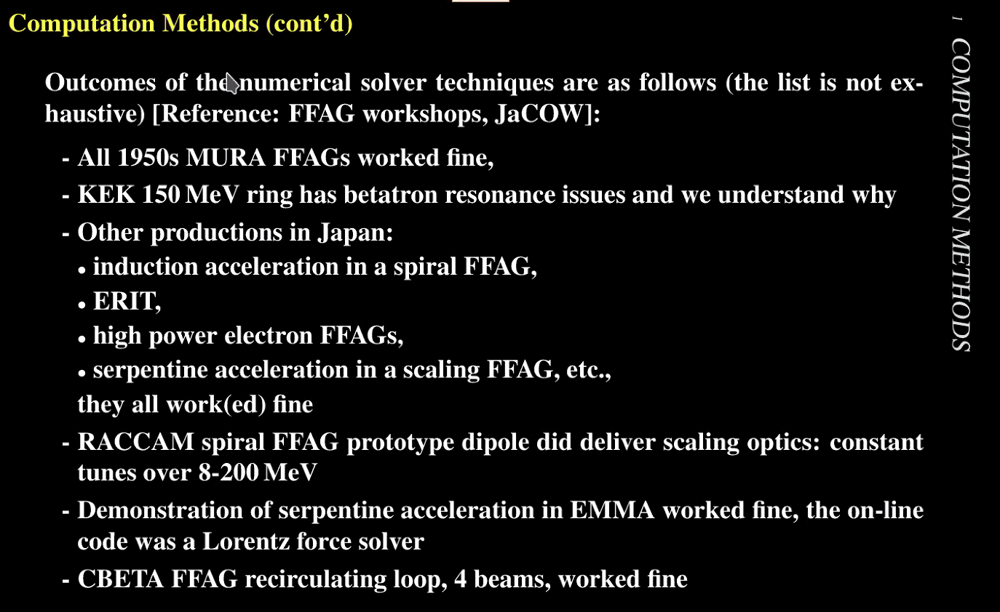 Computation Methods (cont’d)
Outcomes of the numerical solver techniques are as follows (the list is not ex-
haustive) [Reference: FFAG workshops, JaCOW]:
- All 1950s MURA FFAGs worked fine,
- KEK 150 MeV ring has betatron resonance issues and we understand why
- Other productions in Japan:
• induction acceleration in a spiral FFAG,
• ERIT,
• high power electron FFAGs,
• serpentine acceleration in a scaling FFAG, etc.,
they all work(ed) fine
- RACCAM spiral FFAG prototype dipole did deliver scaling optics: constant
tunes over 8-200 MeV
- Demonstration of serpentine acceleration in EMMA worked fine, the on-line
code was a Lorentz force solver
- CBETA FFAG recirculating loop, 4 beams, worked fine
1 COMPUTATION METHODS